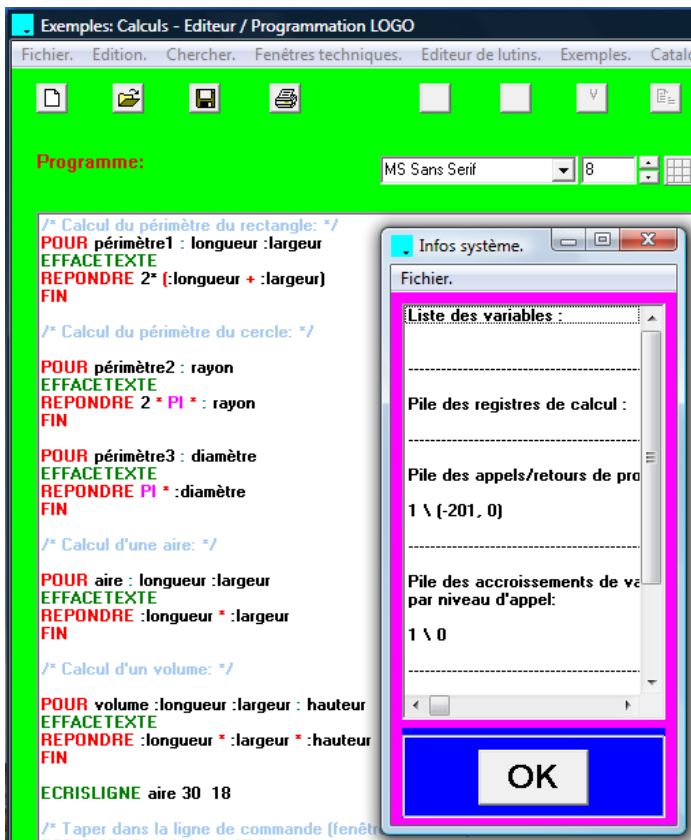 Exemples: Calculs - Editeur / Programmation LOGO
Fichier. Edition. Chercher. Fenêtres techniques. Editeur de lutins. Exemples. Catal
Programme:
MS Sans Serif 8
/* Calcul du périmètre du rectangle: */
POUR périmètre1 : longueur :largeur
EFFACETEXTE
REPONDRE 2* (:longueur + :largeur)
FIN
/* Calcul du périmètre du cercle: */
POUR périmètre2 : rayon
EFFACETEXTE
REPONDRE 2 * PI * : rayon
FIN
POUR périmètre3 : diamètre
EFFACETEXTE
REPONDRE PI * :diamètre
FIN
/* Calcul d'une aire: */
POUR aire : longueur :largeur
EFFACETEXTE
REPONDRE :longueur * :largeur
FIN
/* Calcul d'un volume: */
POUR volume :longueur :largeur : hauteur
EFFACETEXTE
REPONDRE :longueur * :largeur * :hauteur
FIN
ECRISLIGNE aire 30 18
/* Taper dans la ligne de commande (fenêtr
Infos système.
Fichier.
Liste des variables :
Pile des registres de calcul :
Pile des appels/retours de pro
1 \ (-201, 0)
Pile des accroissements de va
par niveau d'appel:
1 \ 0
OK